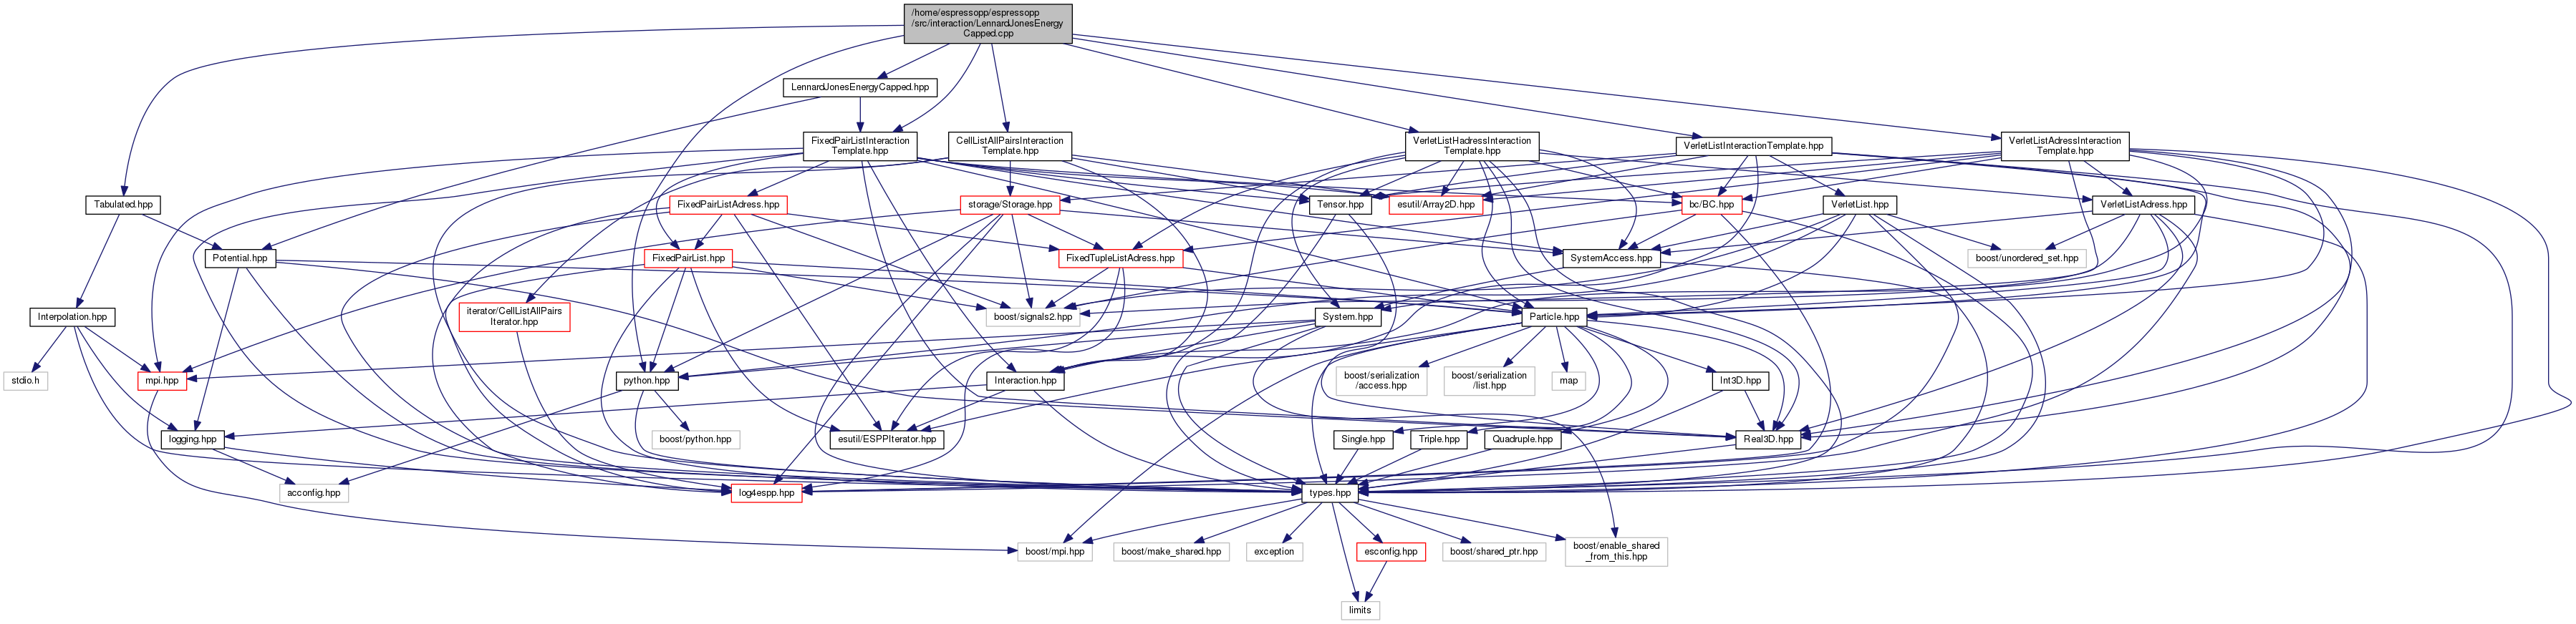 /home/espressopp/espressopp
/src/interaction/LennardJonesEnergy
Capped.cpp
LennardJonesEnergyCapped.hpp
FixedPairListInteraction
Template.hpp
CellListAllPairsInteraction
Template.hpp
VerletListHadressInteraction
Template.hpp
VerletListInteractionTemplate.hpp
VerletListAdressInteraction
Template.hpp
Tabulated.hpp
FixedPairListAdress.hpp
storage/Storage.hpp
Tensor.hpp
esutil/Array2D.hpp
bc/BC.hpp
VerletList.hpp
VerletListAdress.hpp
Potential.hpp
FixedPairList.hpp
FixedTupleListAdress.hpp
SystemAccess.hpp
boost/unordered_set.hpp
Interpolation.hpp
iterator/CellListAllPairs
Iterator.hpp
boost/signals2.hpp
System.hpp
Particle.hpp
stdio.h
mpi.hpp
python.hpp
Interaction.hpp
boost/serialization
/access.hpp
boost/serialization
/list.hpp
map
Int3D.hpp
logging.hpp
boost/python.hpp
esutil/ESPPIterator.hpp
Single.hpp
Triple.hpp
Quadruple.hpp
Real3D.hpp
acconfig.hpp
log4espp.hpp
types.hpp
boost/mpi.hpp
boost/make_shared.hpp
exception
esconfig.hpp
boost/shared_ptr.hpp
boost/enable_shared
_from_this.hpp
limits